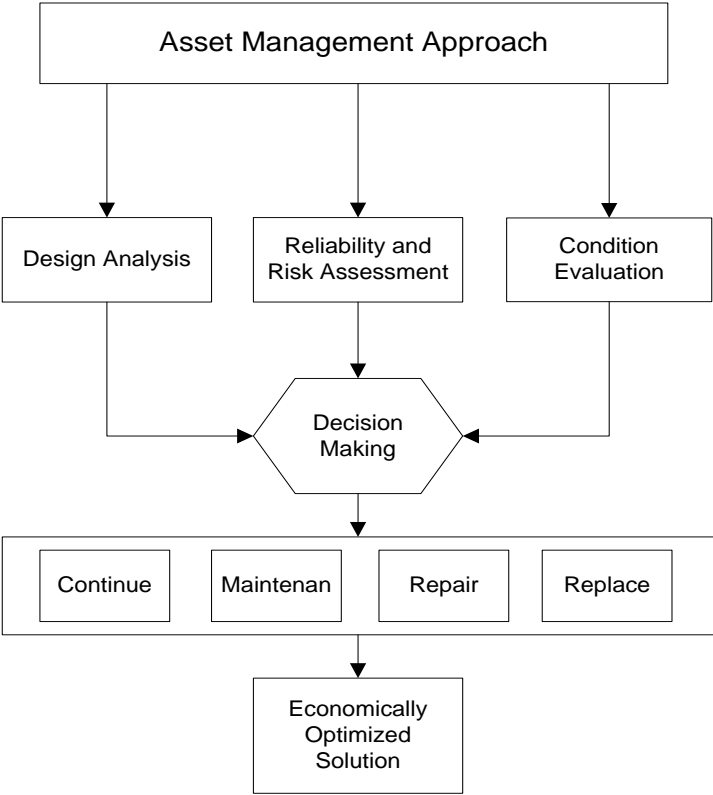 Asset Management Approach
Design Analysis
Reliability and
Risk Assessment
Condition
Evaluation
Decision
Making
Continue
Maintenan
Repair
Replace
Economically
Optimized
Solution